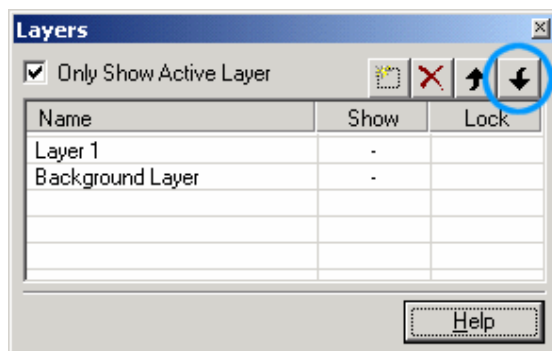 Layers
Only Show Active Layer
Name Show Lock
Layer 1 -
Background Layer -
Help